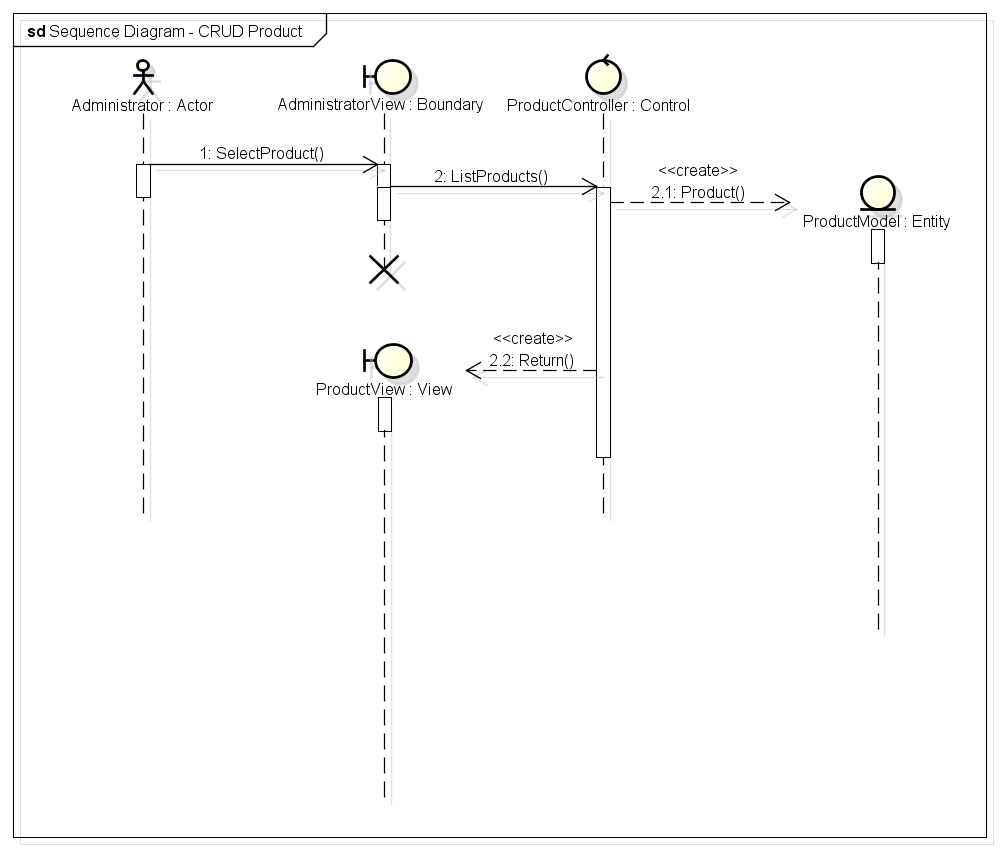 sd Sequence Diagram - CRUD Product
Administrator : Actor
AdministratorView : Boundary
ProductController : Control
1: SelectProduct()
2: ListProducts()
<<create>>
2.1: Product()
ProductModel : Entity
<<create>>
2.2: Return()
ProductView : View